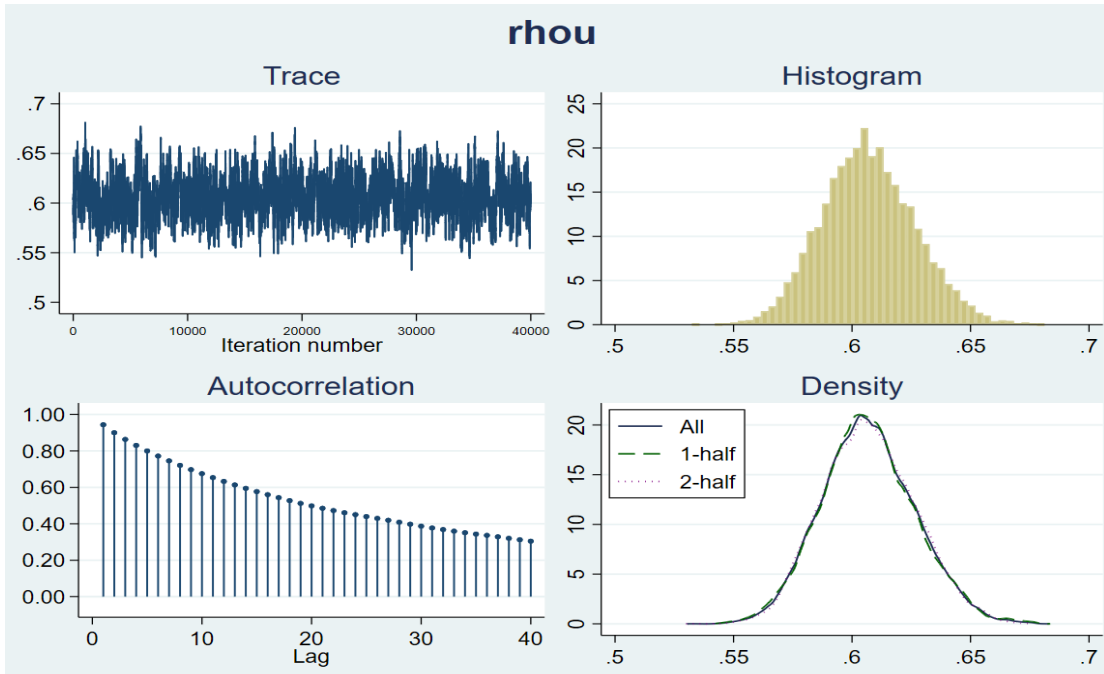 rhou
Trace
.7
.65
.6
.55
.5
0 10000 20000 30000 40000
Iteration number
Histogram
25
20
15
10
5
0
.5 .55 .6 .65 .7
Autocorrelation
1.00
0.80
0.60
0.40
0.20
0.00
0 10 20 30 40
Lag
Density
20
15
10
5
0
All
1-half
2-half
.5 .55 .6 .65 .7